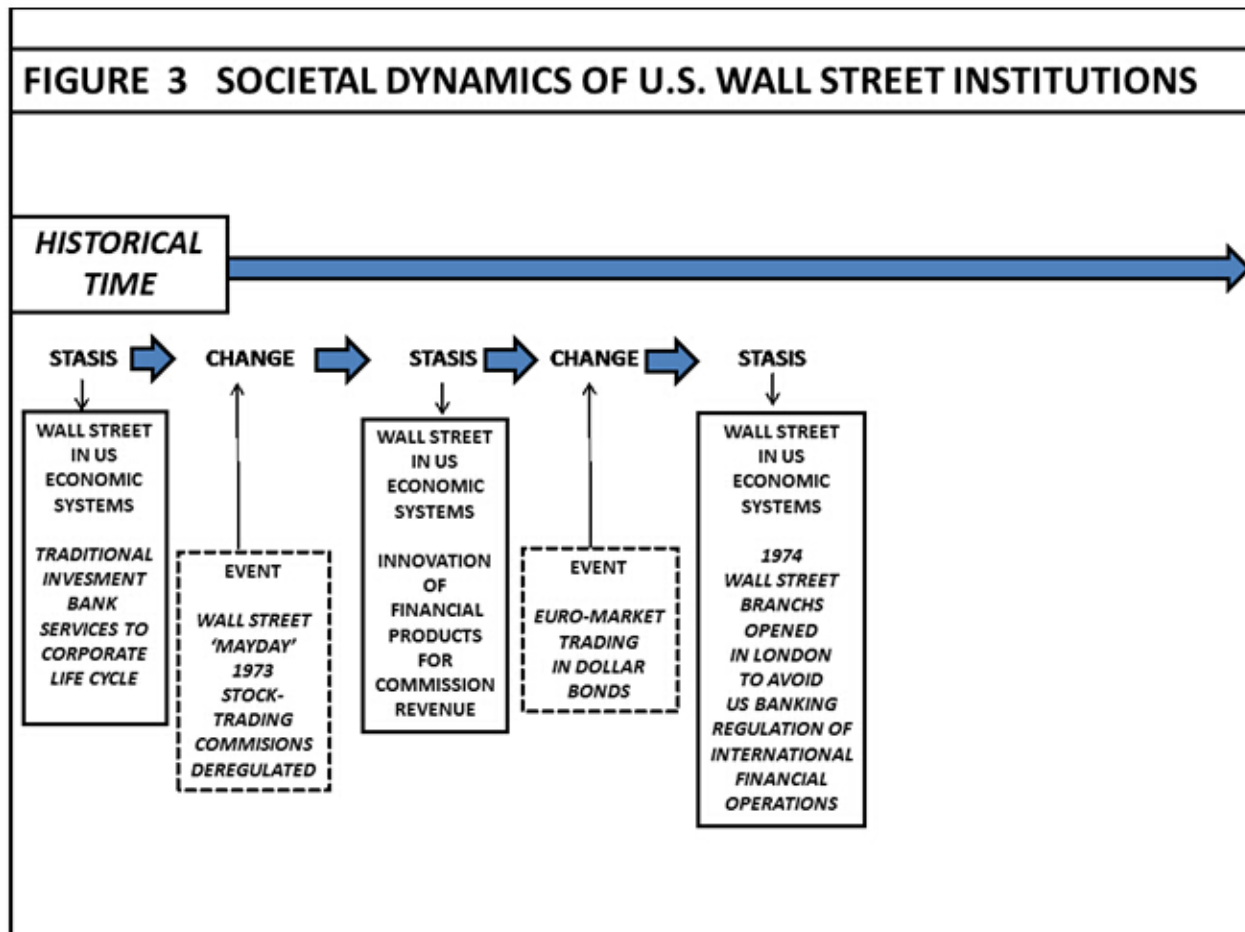 FIGURE 3 SOCIETAL DYNAMICS OF U.S. WALL STREET INSTITUTIONS
HISTORICAL
TIME
STASIS
CHANGE
STASIS
CHANGE
STASIS
WALL STREET
IN US
ECONOMIC
SYSTEMS
TRADITIONAL
INVESMENT
BANK
SERVICES TO
CORPORATE
LIFE CYCLE
EVENT
WALL STREET
‘MAYDAY’
1973
STOCK-
TRADING
COMMISIONS
DEREGULATED
WALL STREET
IN US
ECONOMIC
SYSTEMS
INNOVATION
OF
FINANCIAL
PRODUCTS
FOR
COMMISSION
REVENUE
EVENT
EURO-MARKET
TRADING
IN DOLLAR
BONDS
WALL STREET
IN US
ECONOMIC
SYSTEMS
1974
WALL STREET
BRANCHS
OPENED
IN LONDON
TO AVOID
US BANKING
REGULATION OF
INTERNATIONAL
FINANCIAL
OPERATIONS